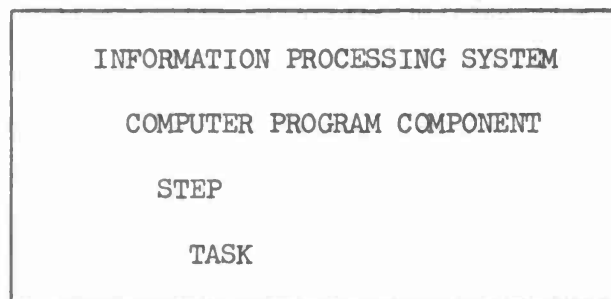 INFORMATION PROCESSING SYSTEM
COMPUTER PROGRAM COMPONENT
STEP
TASK